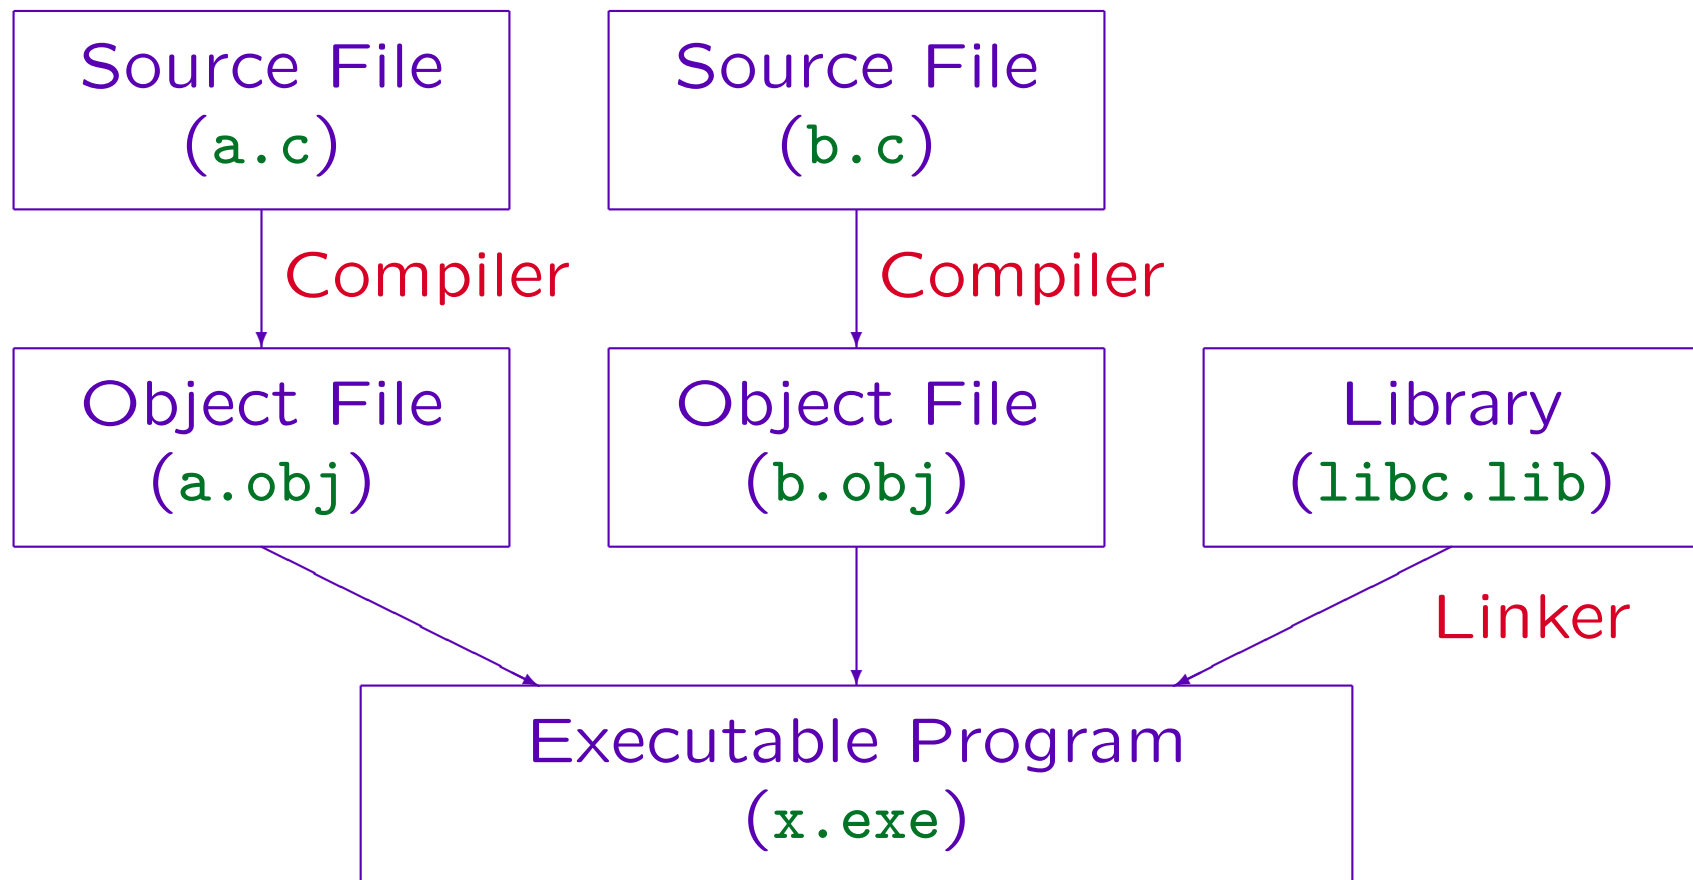 Source File
(a.c)
Source File
(b.c)
Compiler
Compiler
Object File
(a.obj)
Object File
(b.obj)
Library
(libc.lib)
Linker
Executable Program
(x.exe)